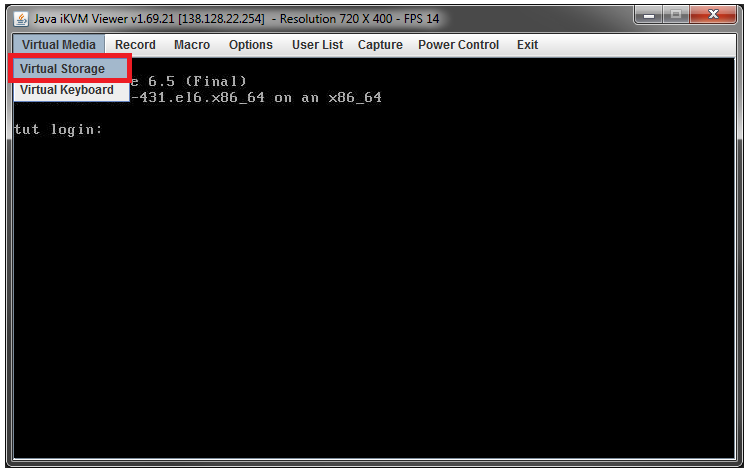 Java iKVM Viewer v1.69.21 [138.128.22.254] - Resolution 720 X 400 - FPS 14
Virtual Media Record Macro Options User List Capture Power Control Exit
Virtual Storage
Virtual Keyboard
e 6.5 (Final)
-431.el6.x86_64 on an x86_64
tut login: